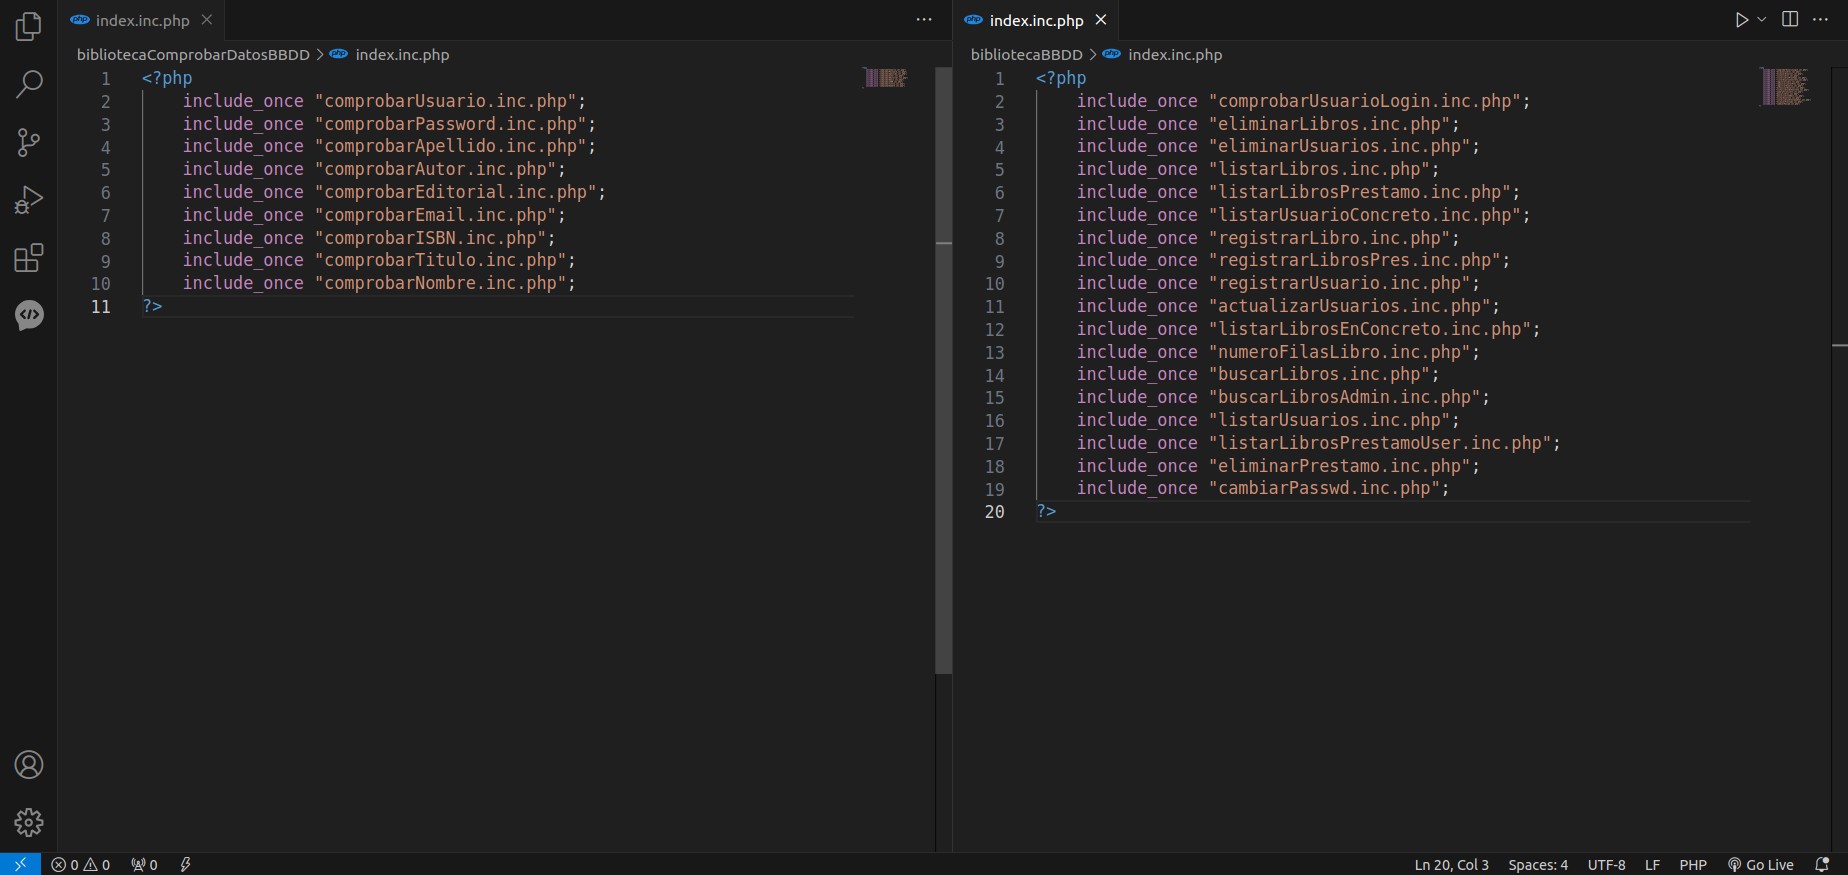 index.inc.php
bibliotecaComprobarDatosBBDD > index.inc.php
1 <?php
2 include_once "comprobarUsuario.inc.php";
3 include_once "comprobarPassword.inc.php";
4 include_once "comprobarApellido.inc.php";
5 include_once "comprobarAutor.inc.php";
6 include_once "comprobarEditorial.inc.php";
7 include_once "comprobarEmail.inc.php";
8 include_once "comprobarISBN.inc.php";
9 include_once "comprobarTitulo.inc.php";
10 include_once "comprobarNombre.inc.php";
11 ?>
index.inc.php
bibliotecaBBDD > index.inc.php
1 <?php
2 include_once "comprobarUsuarioLogin.inc.php";
3 include_once "eliminarLibros.inc.php";
4 include_once "eliminarUsuarios.inc.php";
5 include_once "listarLibros.inc.php";
6 include_once "listarLibrosPrestamo.inc.php";
7 include_once "listarUsuarioConcreto.inc.php";
8 include_once "registrarLibro.inc.php";
9 include_once "registrarLibrosPres.inc.php";
10 include_once "registrarUsuario.inc.php";
11 include_once "actualizarUsuarios.inc.php";
12 include_once "listarLibrosEnConcreto.inc.php";
13 include_once "numeroFilasLibro.inc.php";
14 include_once "buscarLibros.inc.php";
15 include_once "buscarLibrosAdmin.inc.php";
16 include_once "listarUsuarios.inc.php";
17 include_once "listarLibrosPrestamoUser.inc.php";
18 include_once "eliminarPrestamo.inc.php";
19 include_once "cambiarPasswd.inc.php";
20 ?>
0 0 0 Ln 20, Col 3 Spaces: 4 UTF-8 LF PHP Go Live